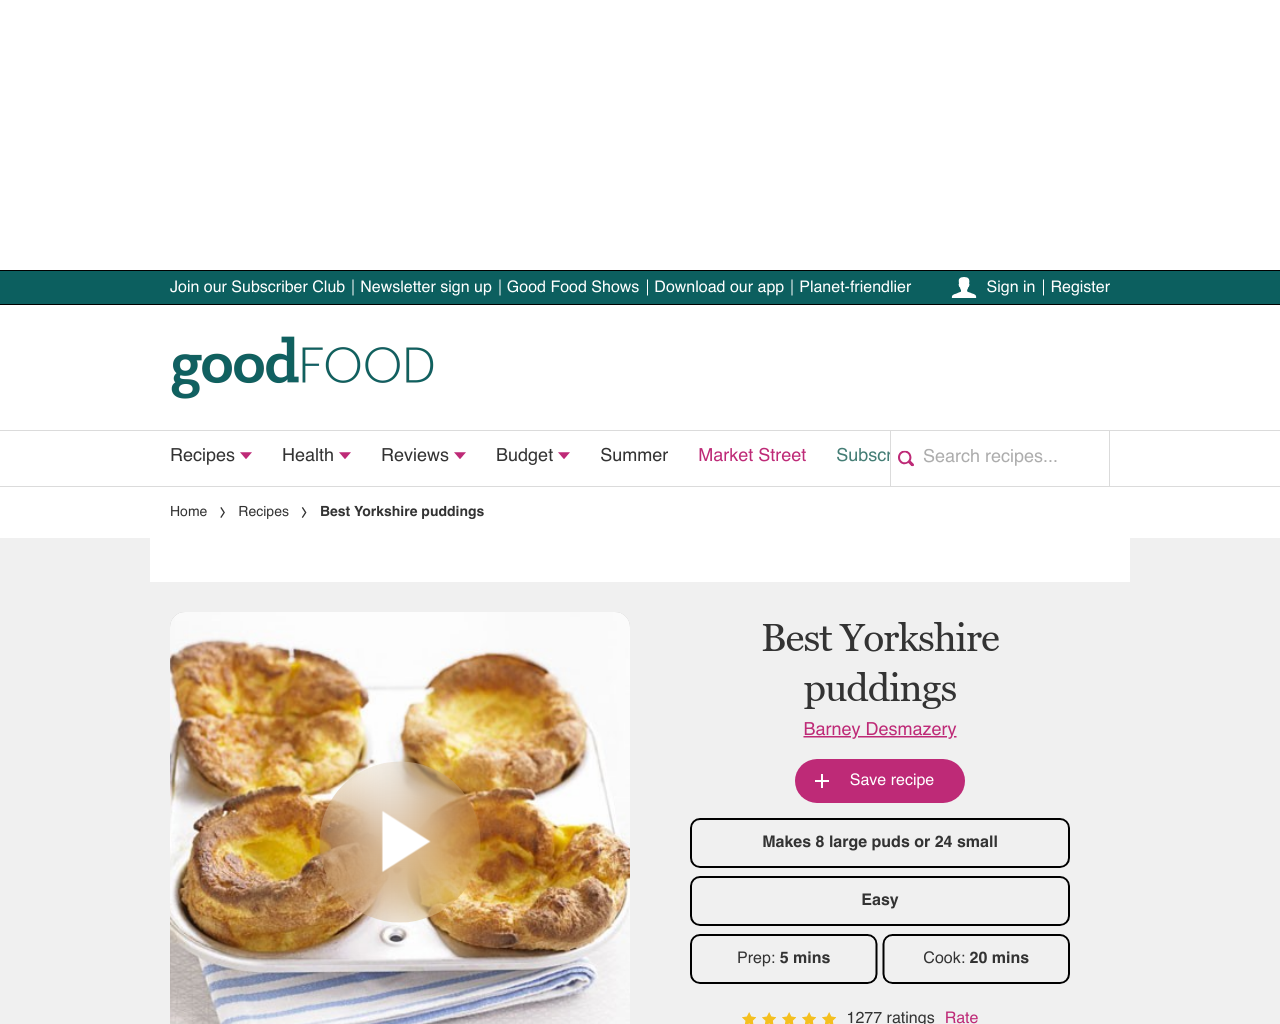 Join our Subscriber Club | Newsletter sign up | Good Food Shows | Download our app | Planet-friendlier Sign in | Register
goodFOOD
Recipes Health Reviews Budget Summer Market Street Subscr Search recipes...
Home > Recipes > Best Yorkshire puddings
Best Yorkshire
puddings
Barney Desmazery
+ Save recipe
Makes 8 large puds or 24 small
Easy
Prep: 5 mins Cook: 20 mins
1277 ratings Rate